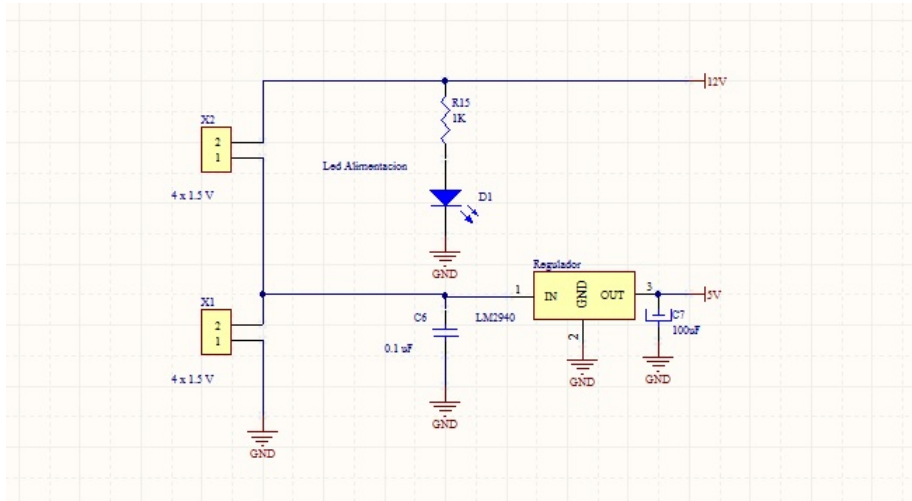 12V
R15
1K
X2
2
1
Led Alimentacion
D1
4 x 1.5 V
GND
Regulador
1
IN
GND
OUT
3
5V
X1
2
1
C6
LM2940
C7
100uF
0.1 uF
2
4 x 1.5 V
GND
GND
GND
GND